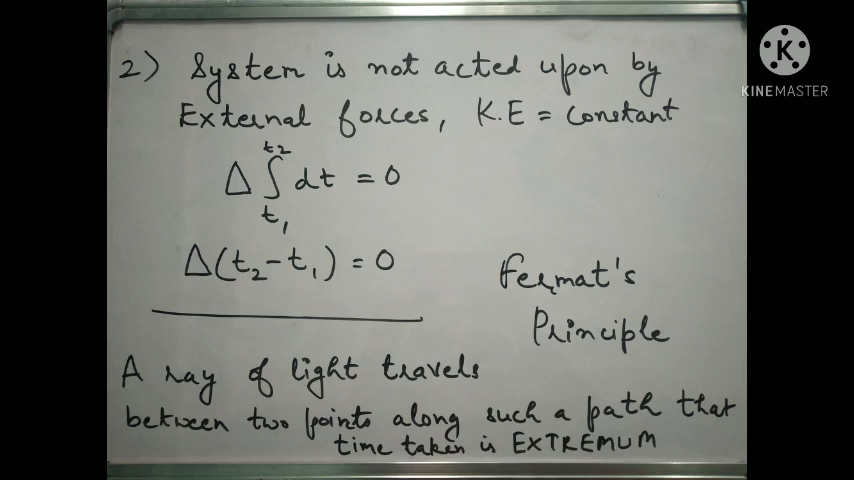 2) System is not acted upon by
External forces, K.E = constant
Δ ∫ t₁ t₂ dt = 0
Δ(t₂-t₁) = 0
Fermat's
Principle
A ray of light travels
between two points along such a path that
time taken is EXTREMUM
K
KINEMASTER